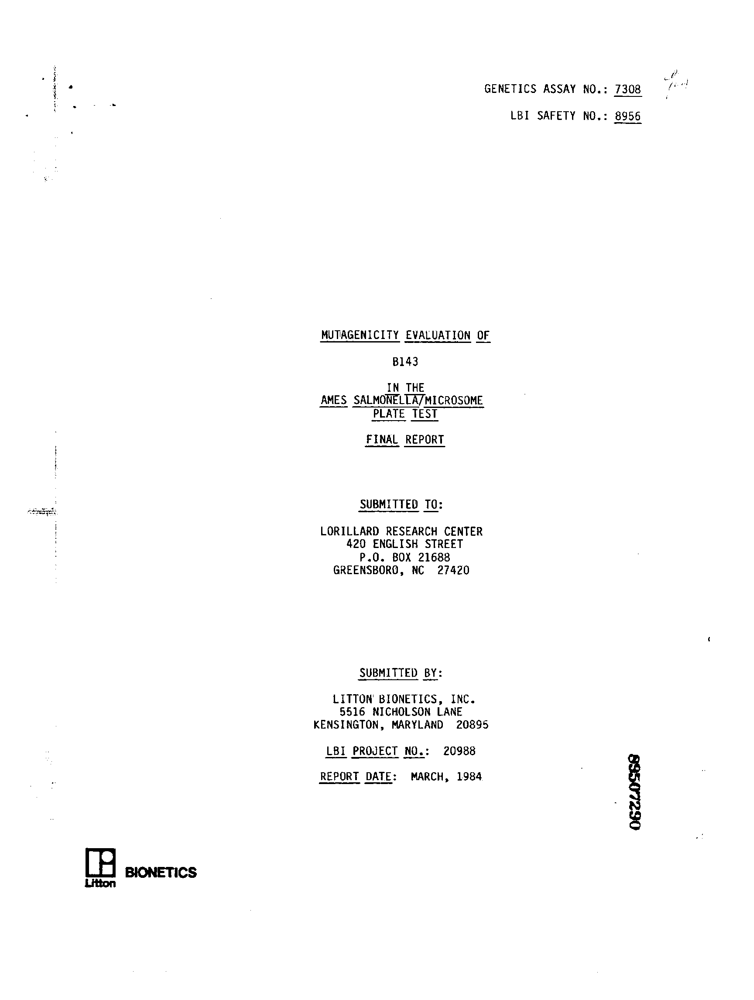 GENETICS ASSAY NO.: 7308
LBI SAFETY NO.: 8956
MUTAGENICITY EVALUATION OF
B143
IN THE
AMES SALMONELLA/MICROSOME
PLATE TEST
FINAL REPORT
SUBMITTED TO:
LORILLARD RESEARCH CENTER
420 ENGLISH STREET
P.O. BOX 21688
GREENSBORO, NC 27420
SUBMITTED BY:
LITTON BIONETICS, INC.
5516 NICHOLSON LANE
KENSINGTON, MARYLAND 20895
LBI PROJECT NO.: 20988
REPORT DATE: MARCH, 1984
89507290
Litton BIONETICS